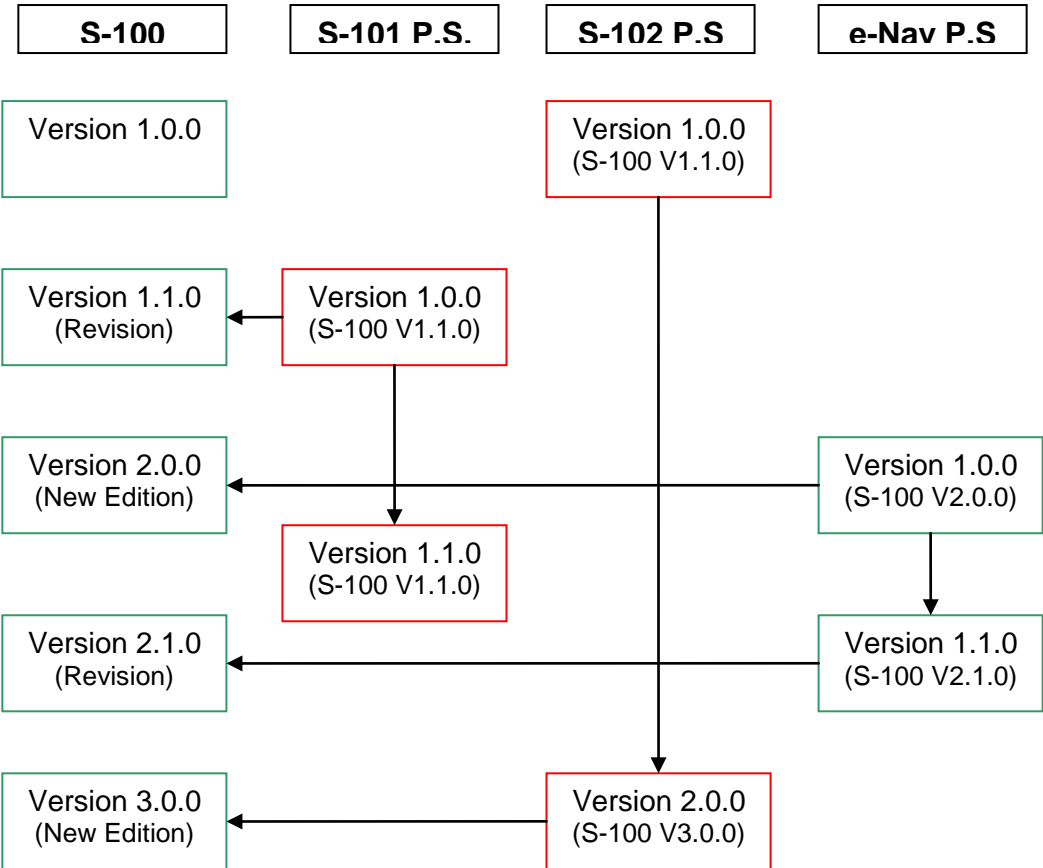 S-100
S-101 P.S.
S-102 P.S
e-Nav P.S
Version 1.0.0
Version 1.0.0
(S-100 V1.1.0)
Version 1.1.0
(Revision)
Version 1.0.0
(S-100 V1.1.0)
Version 2.0.0
(New Edition)
Version 1.0.0
(S-100 V2.0.0)
Version 1.1.0
(S-100 V1.1.0)
Version 2.1.0
(Revision)
Version 1.1.0
(S-100 V2.1.0)
Version 3.0.0
(New Edition)
Version 2.0.0
(S-100 V3.0.0)